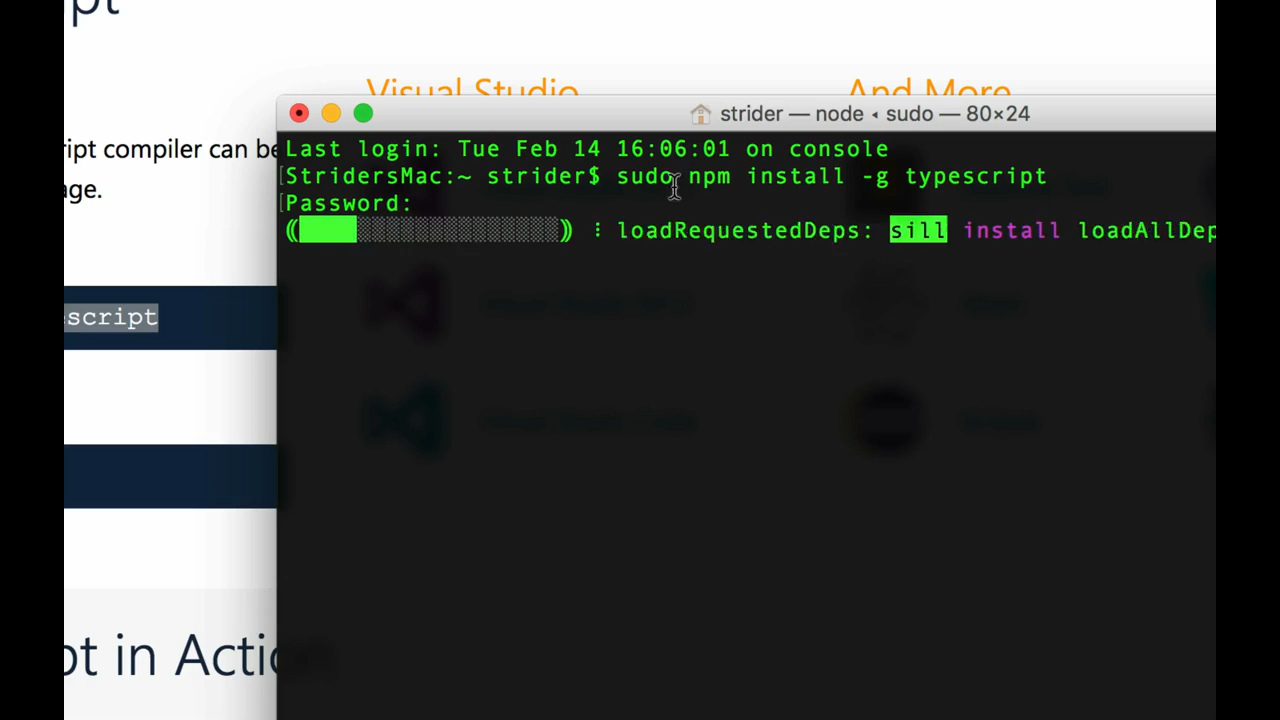 pt
Visual Studio
And More
ript compiler can be
age.
script
pt in Action
strider — node ◂ sudo — 80×24
Last login: Tue Feb 14 16:06:01 on console
[StridersMac:~ strider$ sudo npm install -g typescript
[Password:
⸨░░░░⸩ ⠸ loadRequestedDeps: sill install loadAllDep